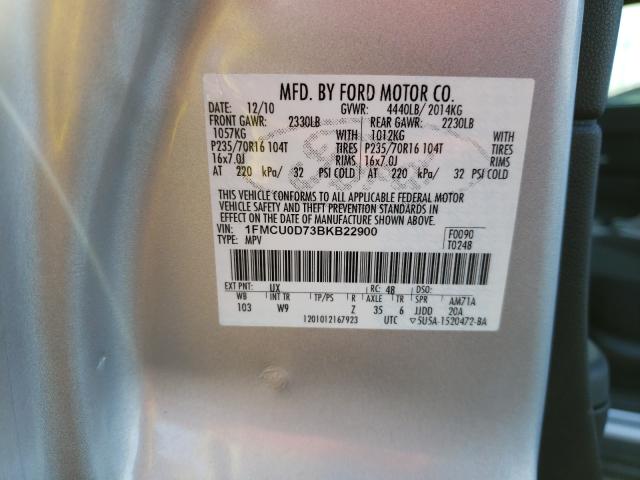 MFD. BY FORD MOTOR CO.
DATE: 12/10 GVWR: 4440LB/ 2014KG
FRONT GAWR: 2330LB REAR GAWR: 2230LB
1057KG WITH 1012KG WITH
P235/70R16 104T TIRES P235/70R16 104T TIRES
16x7.0J RIMS 16x7.0J RIMS
AT 220 kPa/ 32 PSI COLD AT 220 kPa/ 32 PSI COLD
THIS VEHICLE CONFORMS TO ALL APPLICABLE FEDERAL MOTOR
VEHICLE SAFETY AND THEFT PREVENTION STANDARDS IN
EFFECT ON THE DATE OF MANUFACTURE SHOWN ABOVE.
VIN: 1FMCU0D73BKB22900 F0090
TYPE: MPV T0248
EXT PNT: UX RC: 48 DSO:
WB INT TR TP/PS R AXLE TR SPR AM71A
103 W9 Z 35 6 JJDD 20A
1201012167923 UTC ▽5U5A-1520472-BA